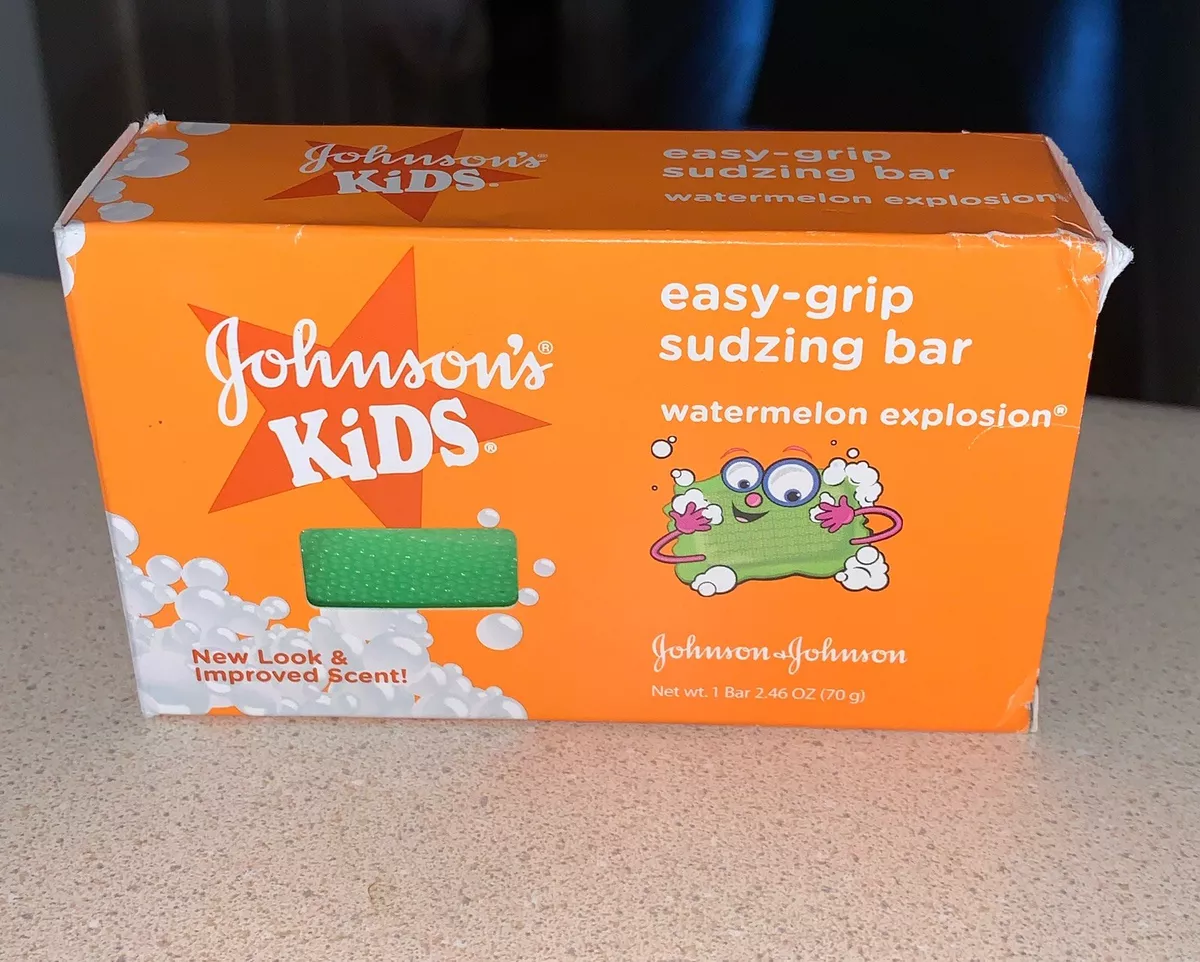 Johnson's®
KiDS®
easy-grip
sudzing bar
watermelon explosion®
Johnson's®
KiDS®
easy-grip
sudzing bar
watermelon explosion®
New Look &
Improved Scent!
Johnson & Johnson
Net wt. 1 Bar 2.46 OZ (70 g)